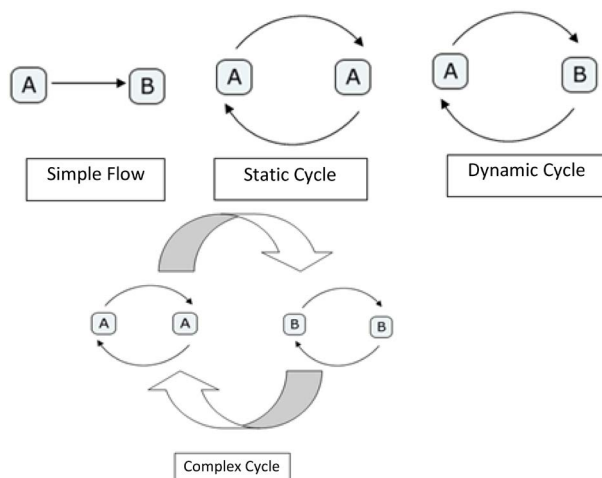 A B
A A
A B
Simple Flow
Static Cycle
Dynamic Cycle
A A
B B
Complex Cycle